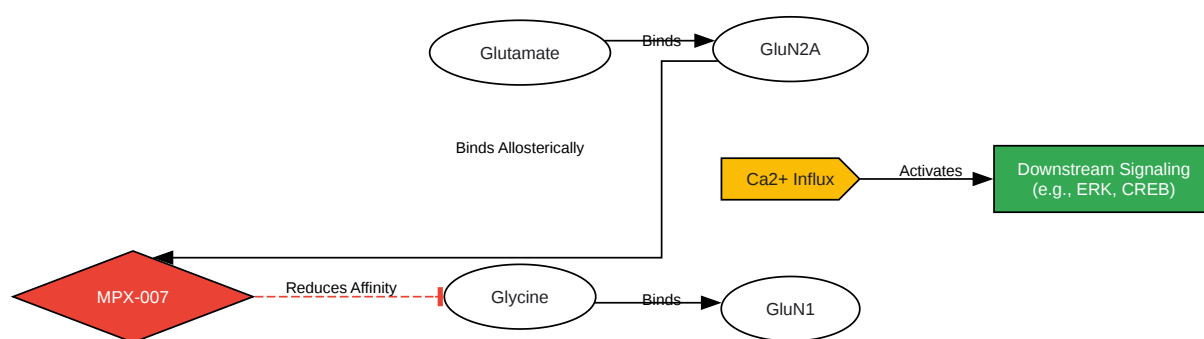 Glutamate
Binds
GluN2A
Binds Allosterically
Ca2+ Influx
Activates
Downstream Signaling
(e.g., ERK, CREB)
MPX-007
Reduces Affinity
Glycine
Binds
GluN1